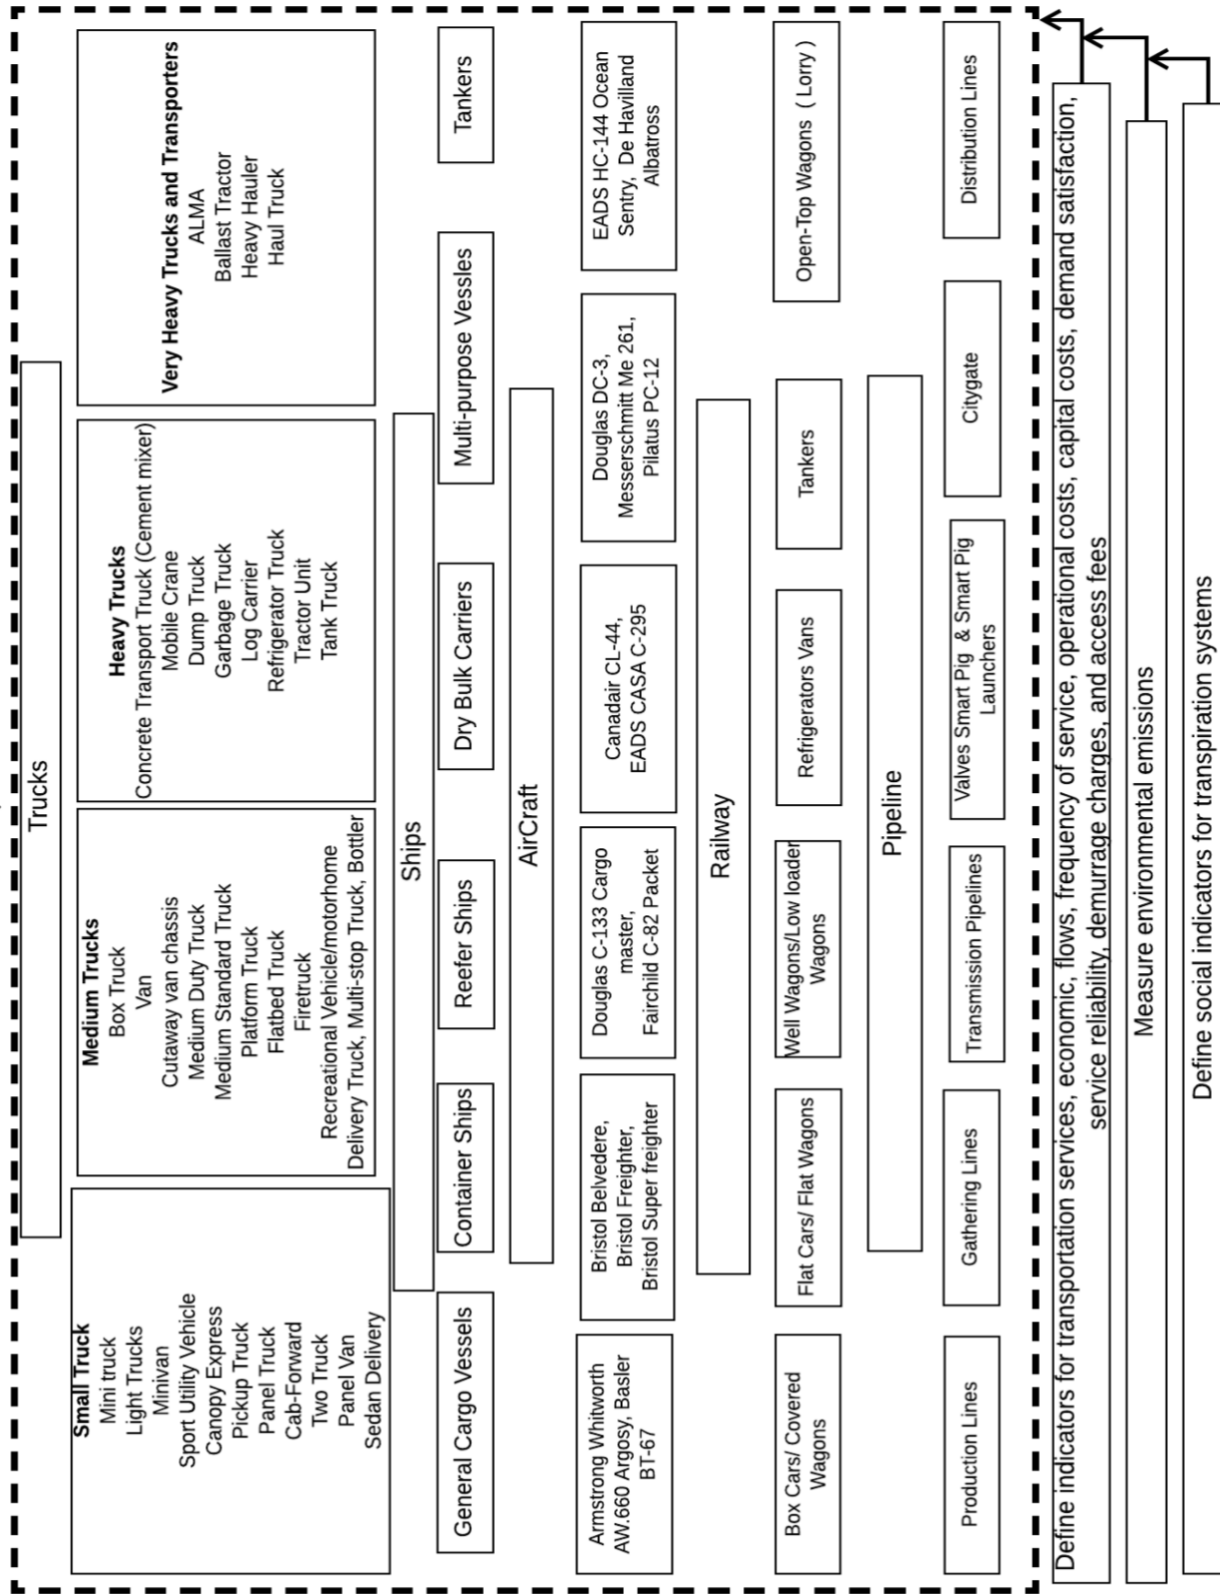 Trucks
Small Truck
Mini truck
Light Trucks
Minivan
Sport Utility Vehicle
Canopy Express
Pickup Truck
Panel Truck
Cab-Forward
Two Truck
Panel Van
Sedan Delivery
Medium Trucks
Box Truck
Van
Cutaway van chassis
Medium Duty Truck
Medium Standard Truck
Platform Truck
Flatbed Truck
Firetruck
Recreational Vehicle/motorhome
Delivery Truck, Multi-stop Truck, Bottler
Heavy Trucks
Concrete Transport Truck (Cement mixer)
Mobile Crane
Dump Truck
Garbage Truck
Log Carrier
Refrigerator Truck
Tractor Unit
Tank Truck
Very Heavy Trucks and Transporters
ALMA
Ballast Tractor
Heavy Hauler
Haul Truck
Ships
General Cargo Vessels
Container Ships
Reefer Ships
Dry Bulk Carriers
Multi-purpose Vessles
Tankers
AirCraft
Armstrong Whitworth
AW.660 Argosy, Basler
BT-67
Bristol Belvedere,
Bristol Freighter,
Bristol Super freighter
Douglas C-133 Cargo
master,
Fairchild C-82 Packet
Canadair CL-44,
EADS CASA C-295
Douglas DC-3,
Messerschmitt Me 261,
Pilatus PC-12
EADS HC-144 Ocean
Sentry, De Havilland
Albatross
Railway
Box Cars/ Covered
Wagons
Flat Cars/ Flat Wagons
Well Wagons/Low loader
Wagons
Refrigerators Vans
Tankers
Open-Top Wagons ( Lorry )
Pipeline
Production Lines
Gathering Lines
Transmission Pipelines
Valves Smart Pig & Smart Pig
Launchers
Citygate
Distribution Lines
Define indicators for transportation services, economic, flows, frequency of service, operational costs, capital costs, demand satisfaction,
service reliability, demurrage charges, and access fees
Measure environmental emissions
Define social indicators for transpiration systems